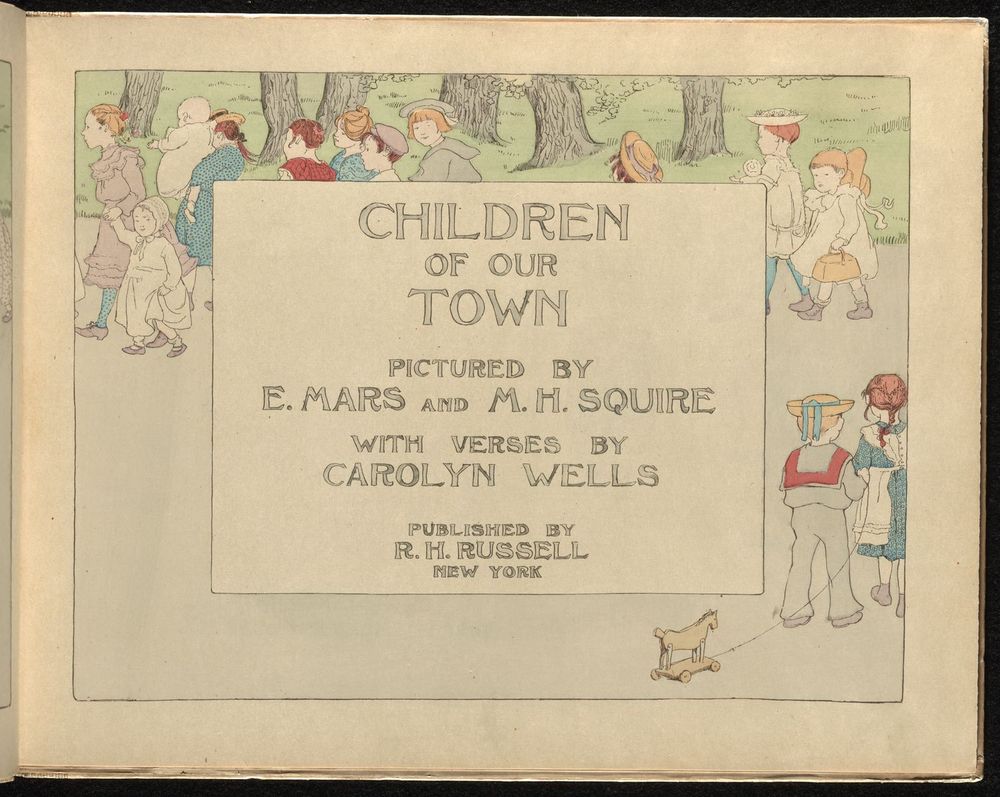 CHILDREN
OF OUR
TOWN
PICTURED BY
E. MARS AND M. H. SQUIRE
WITH VERSES BY
CAROLYN WELLS
PUBLISHED BY
R. H. RUSSELL
NEW YORK